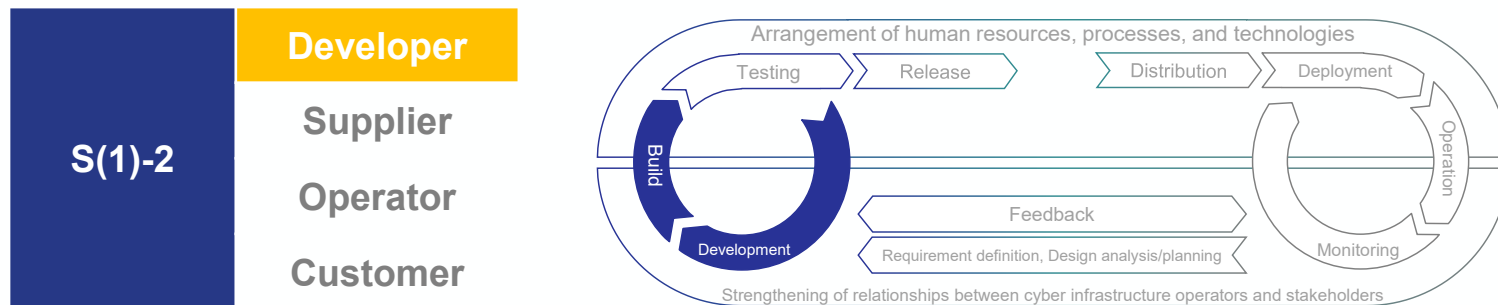 S(1)-2
Developer
Supplier
Operator
Customer
Arrangement of human resources, processes, and technologies
Testing
Release
Distribution
Deployment
Build
Operation
Feedback
Development
Requirement definition, Design analysis/planning
Monitoring
Strengthening of relationships between cyber infrastructure operators and stakeholders